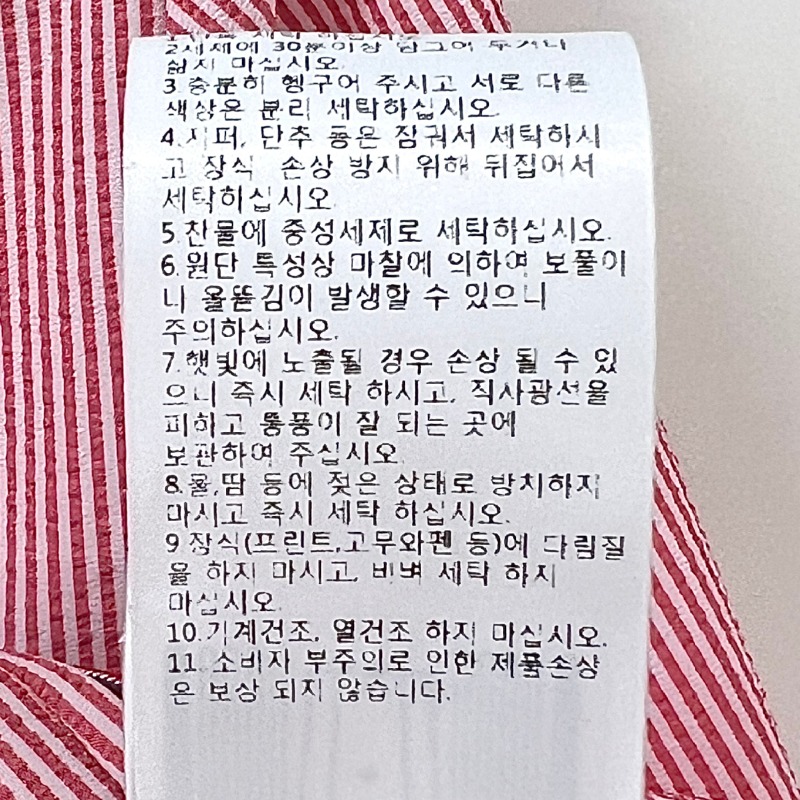 2.세제에 30분이상 담그어 두거나
삶지 마십시오.
3.충분히 헹구어 주시고 서로 다른
색상은 분리 세탁하십시오.
4.지퍼, 단추 등은 잠궈서 세탁하시
고 장식 손상 방지 위해 뒤집어서
세탁하십시오.
5.찬물에 중성세제로 세탁하십시오.
6.원단 특성상 마찰에 의하여 보풀이
나 올뜯김이 발생할 수 있으니
주의하십시오.
7.햇빛에 노출될 경우 손상 될 수 있
으니 즉시 세탁 하시고, 직사광선을
피하고 통풍이 잘 되는 곳에
보관하여 주십시오.
8.물,땀 등에 젖은 상태로 방치하지
마시고 즉시 세탁 하십시오.
9.장식(프린트,고무와펜 등)에 다림질
을 하지 마시고, 비벼 세탁 하지
마십시오.
10.기계건조, 열건조 하지 마십시오.
11.소비자 부주의로 인한 제품손상
은 보상 되지 않습니다.